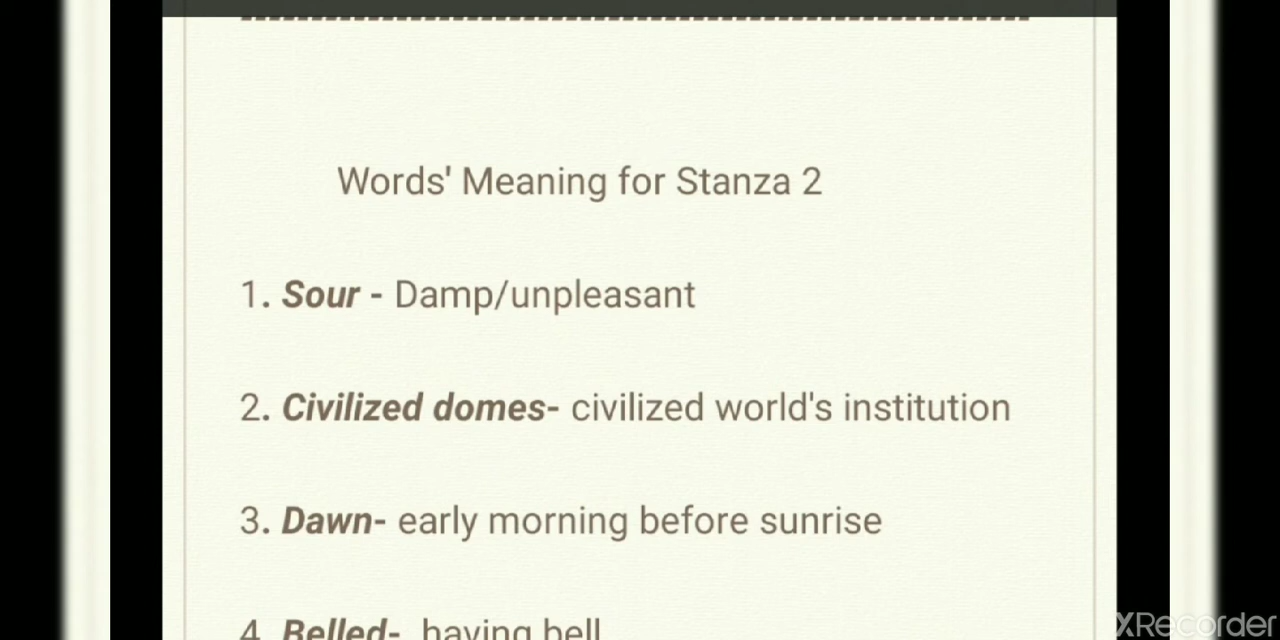 Words' Meaning for Stanza 2
1. Sour - Damp/unpleasant
2. Civilized domes- civilized world's institution
3. Dawn- early morning before sunrise
4. Belled- having bell
XRecorder